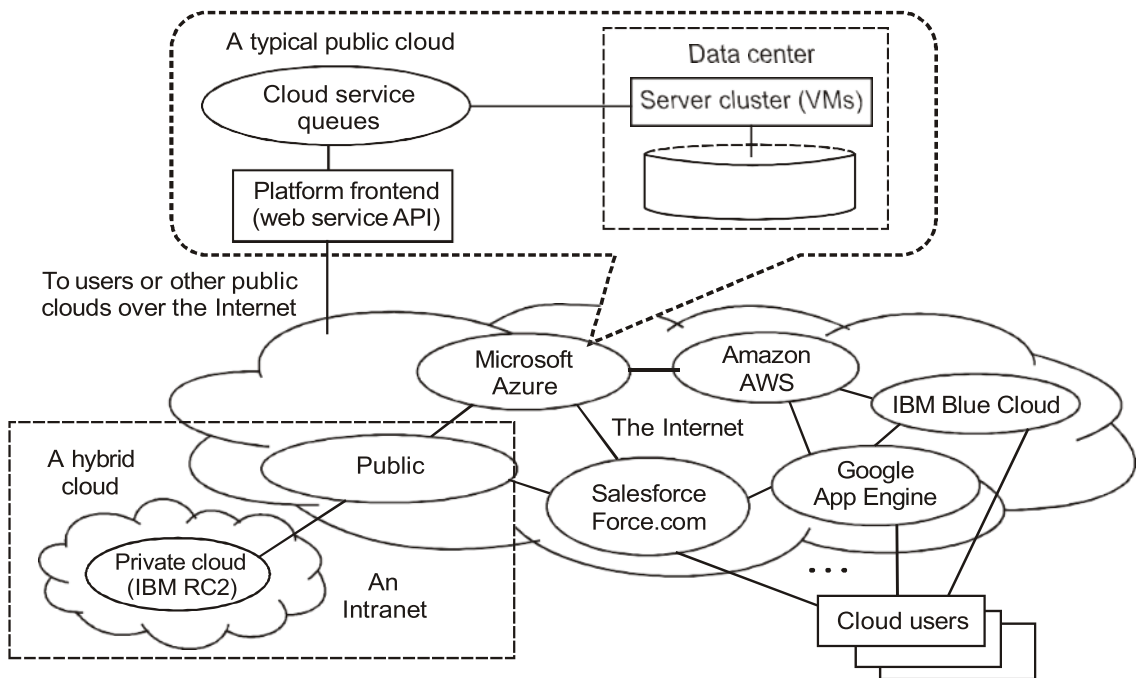 A typical public cloud
Data center
Cloud service
queues
Server cluster (VMs)
Platform frontend
(web service API)
To users or other public
clouds over the Internet
Microsoft
Azure
Amazon
AWS
IBM Blue Cloud
The Internet
A hybrid
cloud
Public
Salesforce
Force.com
Google
App Engine
Private cloud
(IBM RC2)
An
Intranet
...
Cloud users